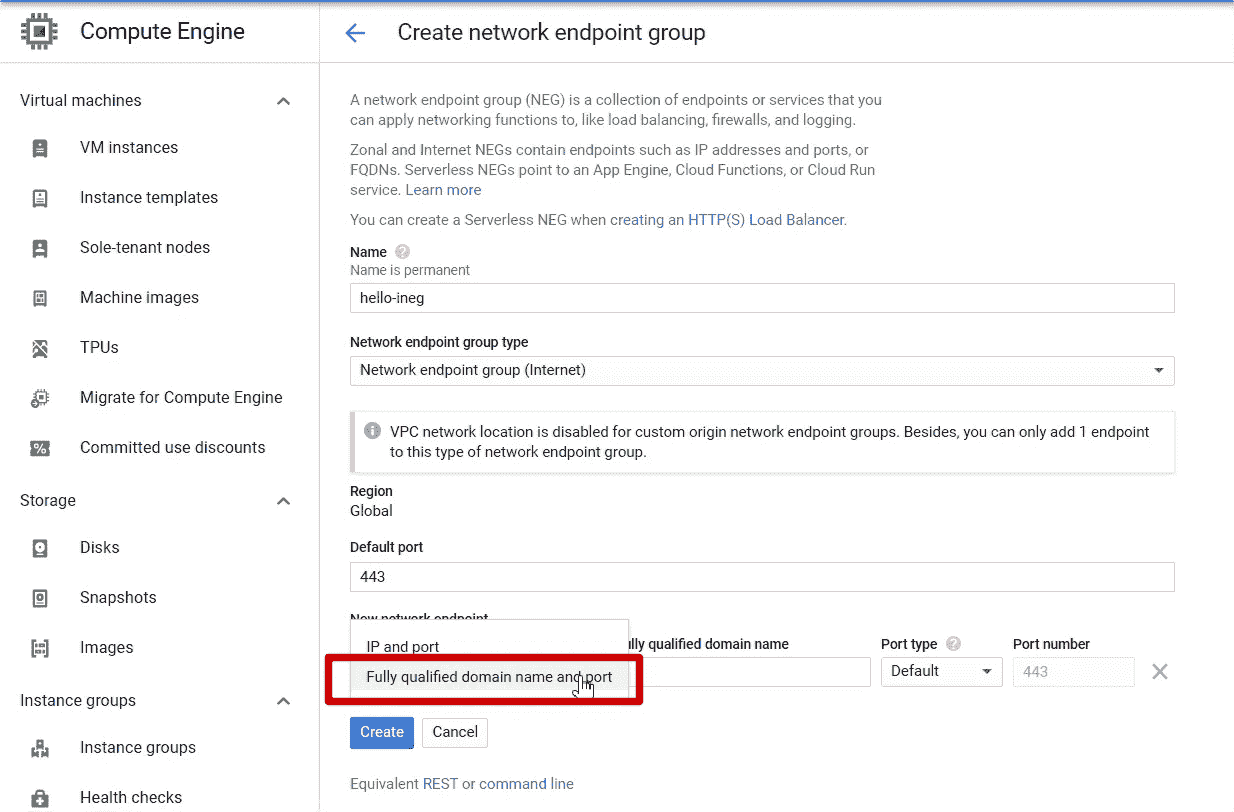 Compute Engine
Create network endpoint group
Virtual machines
VM instances
Instance templates
Sole-tenant nodes
Machine images
TPUs
Migrate for Compute Engine
Committed use discounts
Storage
Disks
Snapshots
Images
Instance groups
Instance groups
Health checks
A network endpoint group (NEG) is a collection of endpoints or services that you
can apply networking functions to, like load balancing, firewalls, and logging.
Zonal and Internet NEGs contain endpoints such as IP addresses and ports, or
FQDNs. Serverless NEGs point to an App Engine, Cloud Functions, or Cloud Run
service. Learn more
You can create a Serverless NEG when creating an HTTP(S) Load Balancer.
Name
Name is permanent
hello-ineg
Network endpoint group type
Network endpoint group (Internet)
VPC network location is disabled for custom origin network endpoint groups. Besides, you can only add 1 endpoint
to this type of network endpoint group.
Region
Global
Default port
443
New network endpoint
IP and port
Fully qualified domain name and port
ully qualified domain name
Port type
Default
Port number
443
Create
Cancel
Equivalent REST or command line